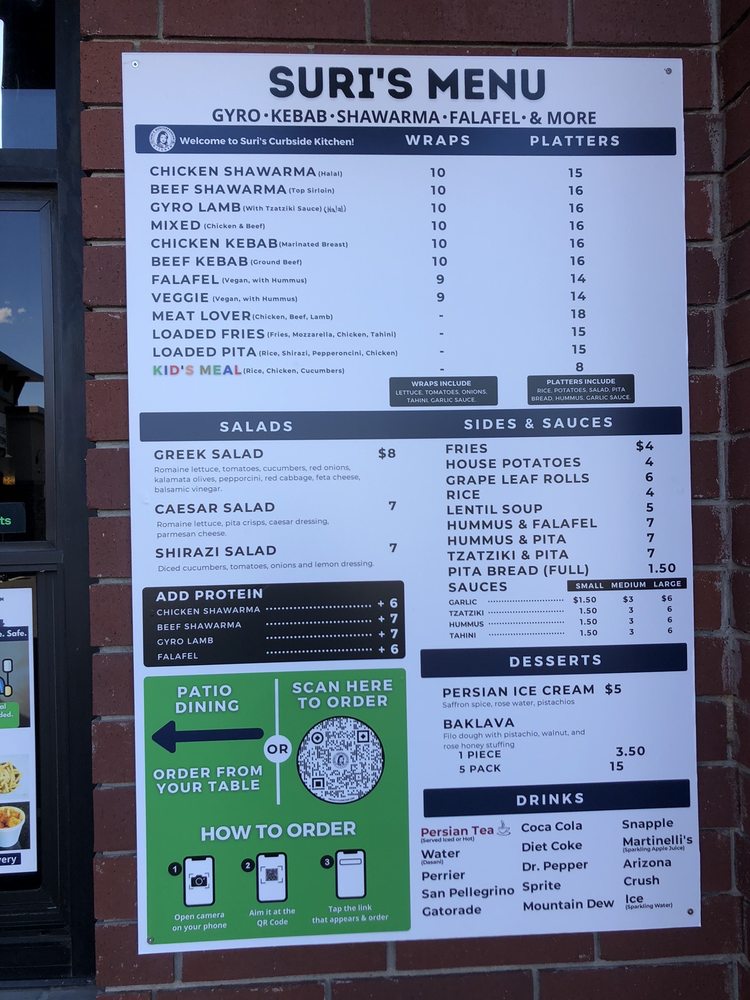 SURI'S MENU
GYRO • KEBAB • SHAWARMA • FALAFEL • & MORE
Welcome to Suri's Curbside Kitchen! WRAPS PLATTERS
CHICKEN SHAWARMA (Halal) 10 15
BEEF SHAWARMA (Top Sirloin) 10 16
GYRO LAMB (With Tzatziki Sauce) (Halal) 10 16
MIXED (Chicken & Beef) 10 16
CHICKEN KEBAB (Marinated Breast) 10 16
BEEF KEBAB (Ground Beef) 10 16
FALAFEL (Vegan, with Hummus) 9 14
VEGGIE (Vegan, with Hummus) 9 14
MEAT LOVER (Chicken, Beef, Lamb) - 18
LOADED FRIES (Fries, Mozzarella, Chicken, Tahini) - 15
LOADED PITA (Rice, Shirazi, Pepperoncini, Chicken) - 15
KID'S MEAL (Rice, Chicken, Cucumbers) - 8
WRAPS INCLUDE
LETTUCE, TOMATOES, ONIONS,
TAHINI, GARLIC SAUCE.
PLATTERS INCLUDE
RICE, POTATOES, SALAD, PITA
BREAD, HUMMUS, GARLIC SAUCE.
SALADS
GREEK SALAD $8
Romaine lettuce, tomatoes, cucumbers, red onions,
kalamata olives, pepporcini, red cabbage, feta cheese,
balsamic vinegar.
CAESAR SALAD 7
Romaine lettuce, pita crisps, caesar dressing,
parmesan cheese.
SHIRAZI SALAD 7
Diced cucumbers, tomatoes, onions and lemon dressing.
ADD PROTEIN
CHICKEN SHAWARMA + 6
BEEF SHAWARMA + 7
GYRO LAMB + 7
FALAFEL + 6
SIDES & SAUCES
FRIES $4
HOUSE POTATOES 4
GRAPE LEAF ROLLS 6
RICE 4
LENTIL SOUP 5
HUMMUS & FALAFEL 7
HUMMUS & PITA 7
TZATZIKI & PITA 7
PITA BREAD (FULL) 1.50
SAUCES SMALL MEDIUM LARGE
GARLIC $1.50 $3 $6
TZATZIKI 1.50 3 6
HUMMUS 1.50 3 6
TAHINI 1.50 3 6
DESSERTS
PERSIAN ICE CREAM $5
Saffron spice, rose water, pistachios
BAKLAVA
Filo dough with pistachio, walnut, and
rose honey stuffing
1 PIECE 3.50
5 PACK 15
PATIO
DINING
OR
ORDER FROM
YOUR TABLE
SCAN HERE
TO ORDER
HOW TO ORDER
1
Open camera
on your phone
2
Aim it at the
QR Code
3
Tap the link
that appears & order
DRINKS
Persian Tea
(Served Iced or Hot)
Water
(Dasani)
Perrier
San Pellegrino
Gatorade
Coca Cola
Diet Coke
Dr. Pepper
Sprite
Mountain Dew
Snapple
Martinelli's
(Sparkling Apple Juice)
Arizona
Crush
Ice
(Sparkling Water)
ts
. Safe.
ded.
very